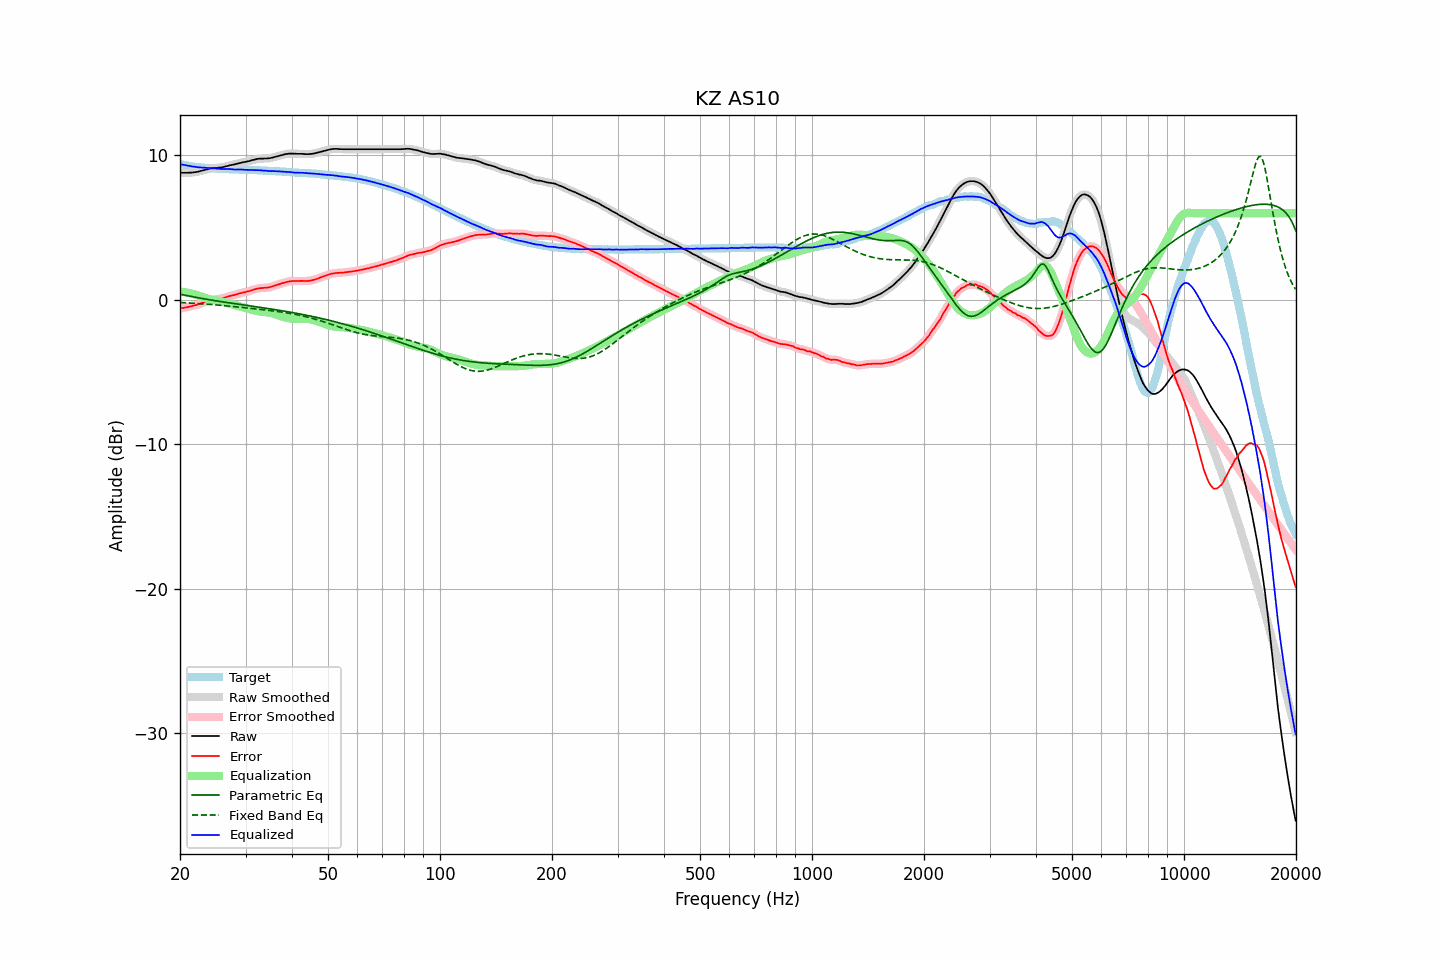 KZ AS10
10
0
−10
−20
−30
Amplitude (dBr)
Target
Raw Smoothed
Error Smoothed
Raw
Error
Equalization
Parametric Eq
Fixed Band Eq
Equalized
20 50 100 200 500 1000 2000 5000 10000 20000
Frequency (Hz)